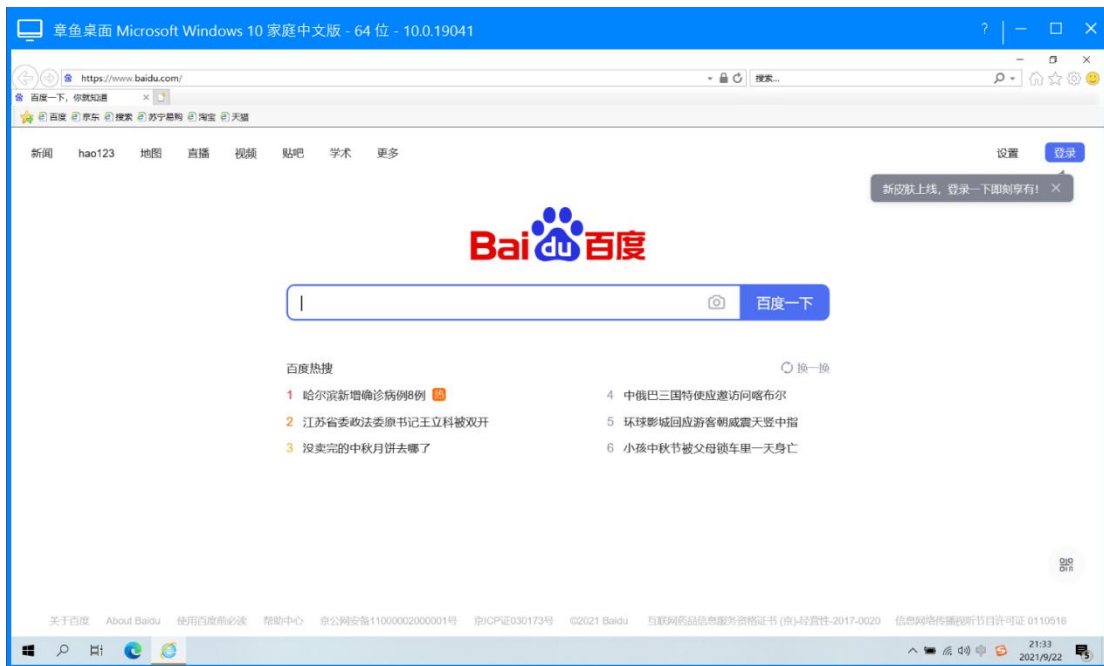 章鱼桌面 Microsoft Windows 10 家庭中文版 - 64 位 - 10.0.19041
https://www.baidu.com/
搜索...
百度一下，你就知道
百度 京东 搜索 苏宁易购 淘宝 天猫
新闻 hao123 地图 直播 视频 贴吧 学术 更多 设置 登录
新皮肤上线，登录一下即刻享有!
Bai du 百度
百度一下
百度热搜 换一换
1 哈尔滨新增确诊病例8例 热
4 中俄巴三国特使应邀访问喀布尔
2 江苏省委政法委原书记王立科被双开
5 环球影城回应游客朝威震天竖中指
3 没卖完的中秋月饼去哪了
6 小孩中秋节被父母锁车里一天身亡
关于百度 About Baidu 使用百度前必读 帮助中心 京公网安备11000002000001号 京ICP证030173号 ©2021 Baidu 互联网药品信息服务资格证书 (京)-经营性-2017-0020 信息网络传播视听节目许可证 0110516
中 21:33
2021/9/22 5